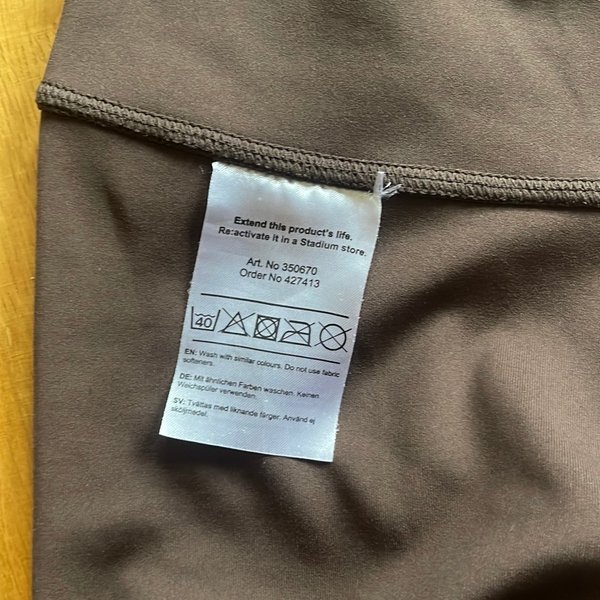 Extend this product's life.
Re:activate it in a Stadium store.
Art. No 350670
Order No 427413
40
EN: Wash with similar colours. Do not use fabric
softeners.
DE: Mit ähnlichen Farben waschen. Keinen
Weichspüler verwenden.
SV: Tvättas med liknande färger. Använd ej
sköljmedel.